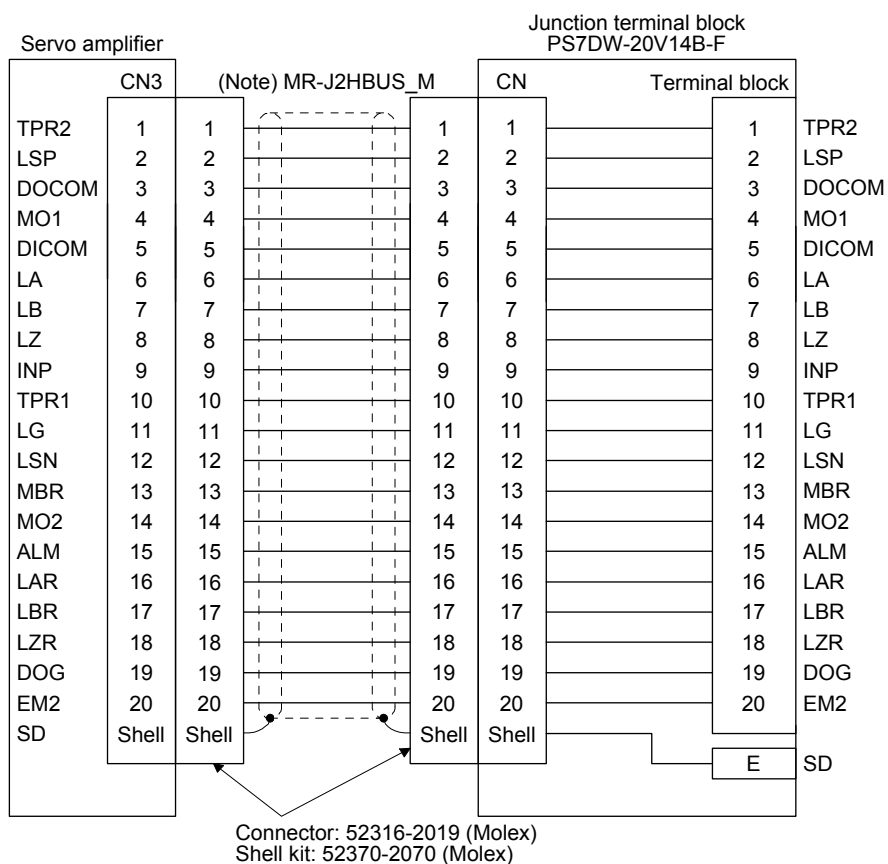 Junction terminal block
Servo amplifier PS7DW-20V14B-F
CN3 (Note) MR-J2HBUS_M CN Terminal block
TPR2 1 1 1 1 1 TPR2
LSP 2 2 2 2 2 LSP
DOCOM 3 3 3 3 3 DOCOM
MO1 4 4 4 4 4 MO1
DICOM 5 5 5 5 5 DICOM
LA 6 6 6 6 6 LA
LB 7 7 7 7 7 LB
LZ 8 8 8 8 8 LZ
INP 9 9 9 9 9 INP
TPR1 10 10 10 10 10 TPR1
LG 11 11 11 11 11 LG
LSN 12 12 12 12 12 LSN
MBR 13 13 13 13 13 MBR
MO2 14 14 14 14 14 MO2
ALM 15 15 15 15 15 ALM
LAR 16 16 16 16 16 LAR
LBR 17 17 17 17 17 LBR
LZR 18 18 18 18 18 LZR
DOG 19 19 19 19 19 DOG
EM2 20 20 20 20 20 EM2
SD Shell Shell Shell Shell
E SD
Connector: 52316-2019 (Molex)
Shell kit: 52370-2070 (Molex)